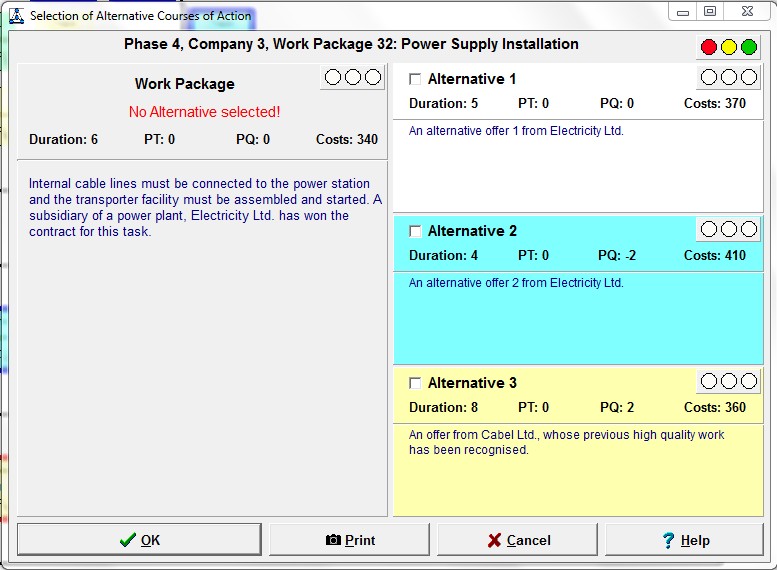 Selection of Alternative Courses of Action
Phase 4, Company 3, Work Package 32: Power Supply Installation
Work Package
No Alternative selected!
Duration: 6 PT: 0 PQ: 0 Costs: 340
Internal cable lines must be connected to the power station
and the transporter facility must be assembled and started. A
subsidiary of a power plant, Electricity Ltd. has won the
contract for this task.
Alternative 1
Duration: 5 PT: 0 PQ: 0 Costs: 370
An alternative offer 1 from Electricity Ltd.
Alternative 2
Duration: 4 PT: 0 PQ: -2 Costs: 410
An alternative offer 2 from Electricity Ltd.
Alternative 3
Duration: 8 PT: 0 PQ: 2 Costs: 360
An offer from Cabel Ltd., whose previous high quality work
has been recognised.
OK Print Cancel Help